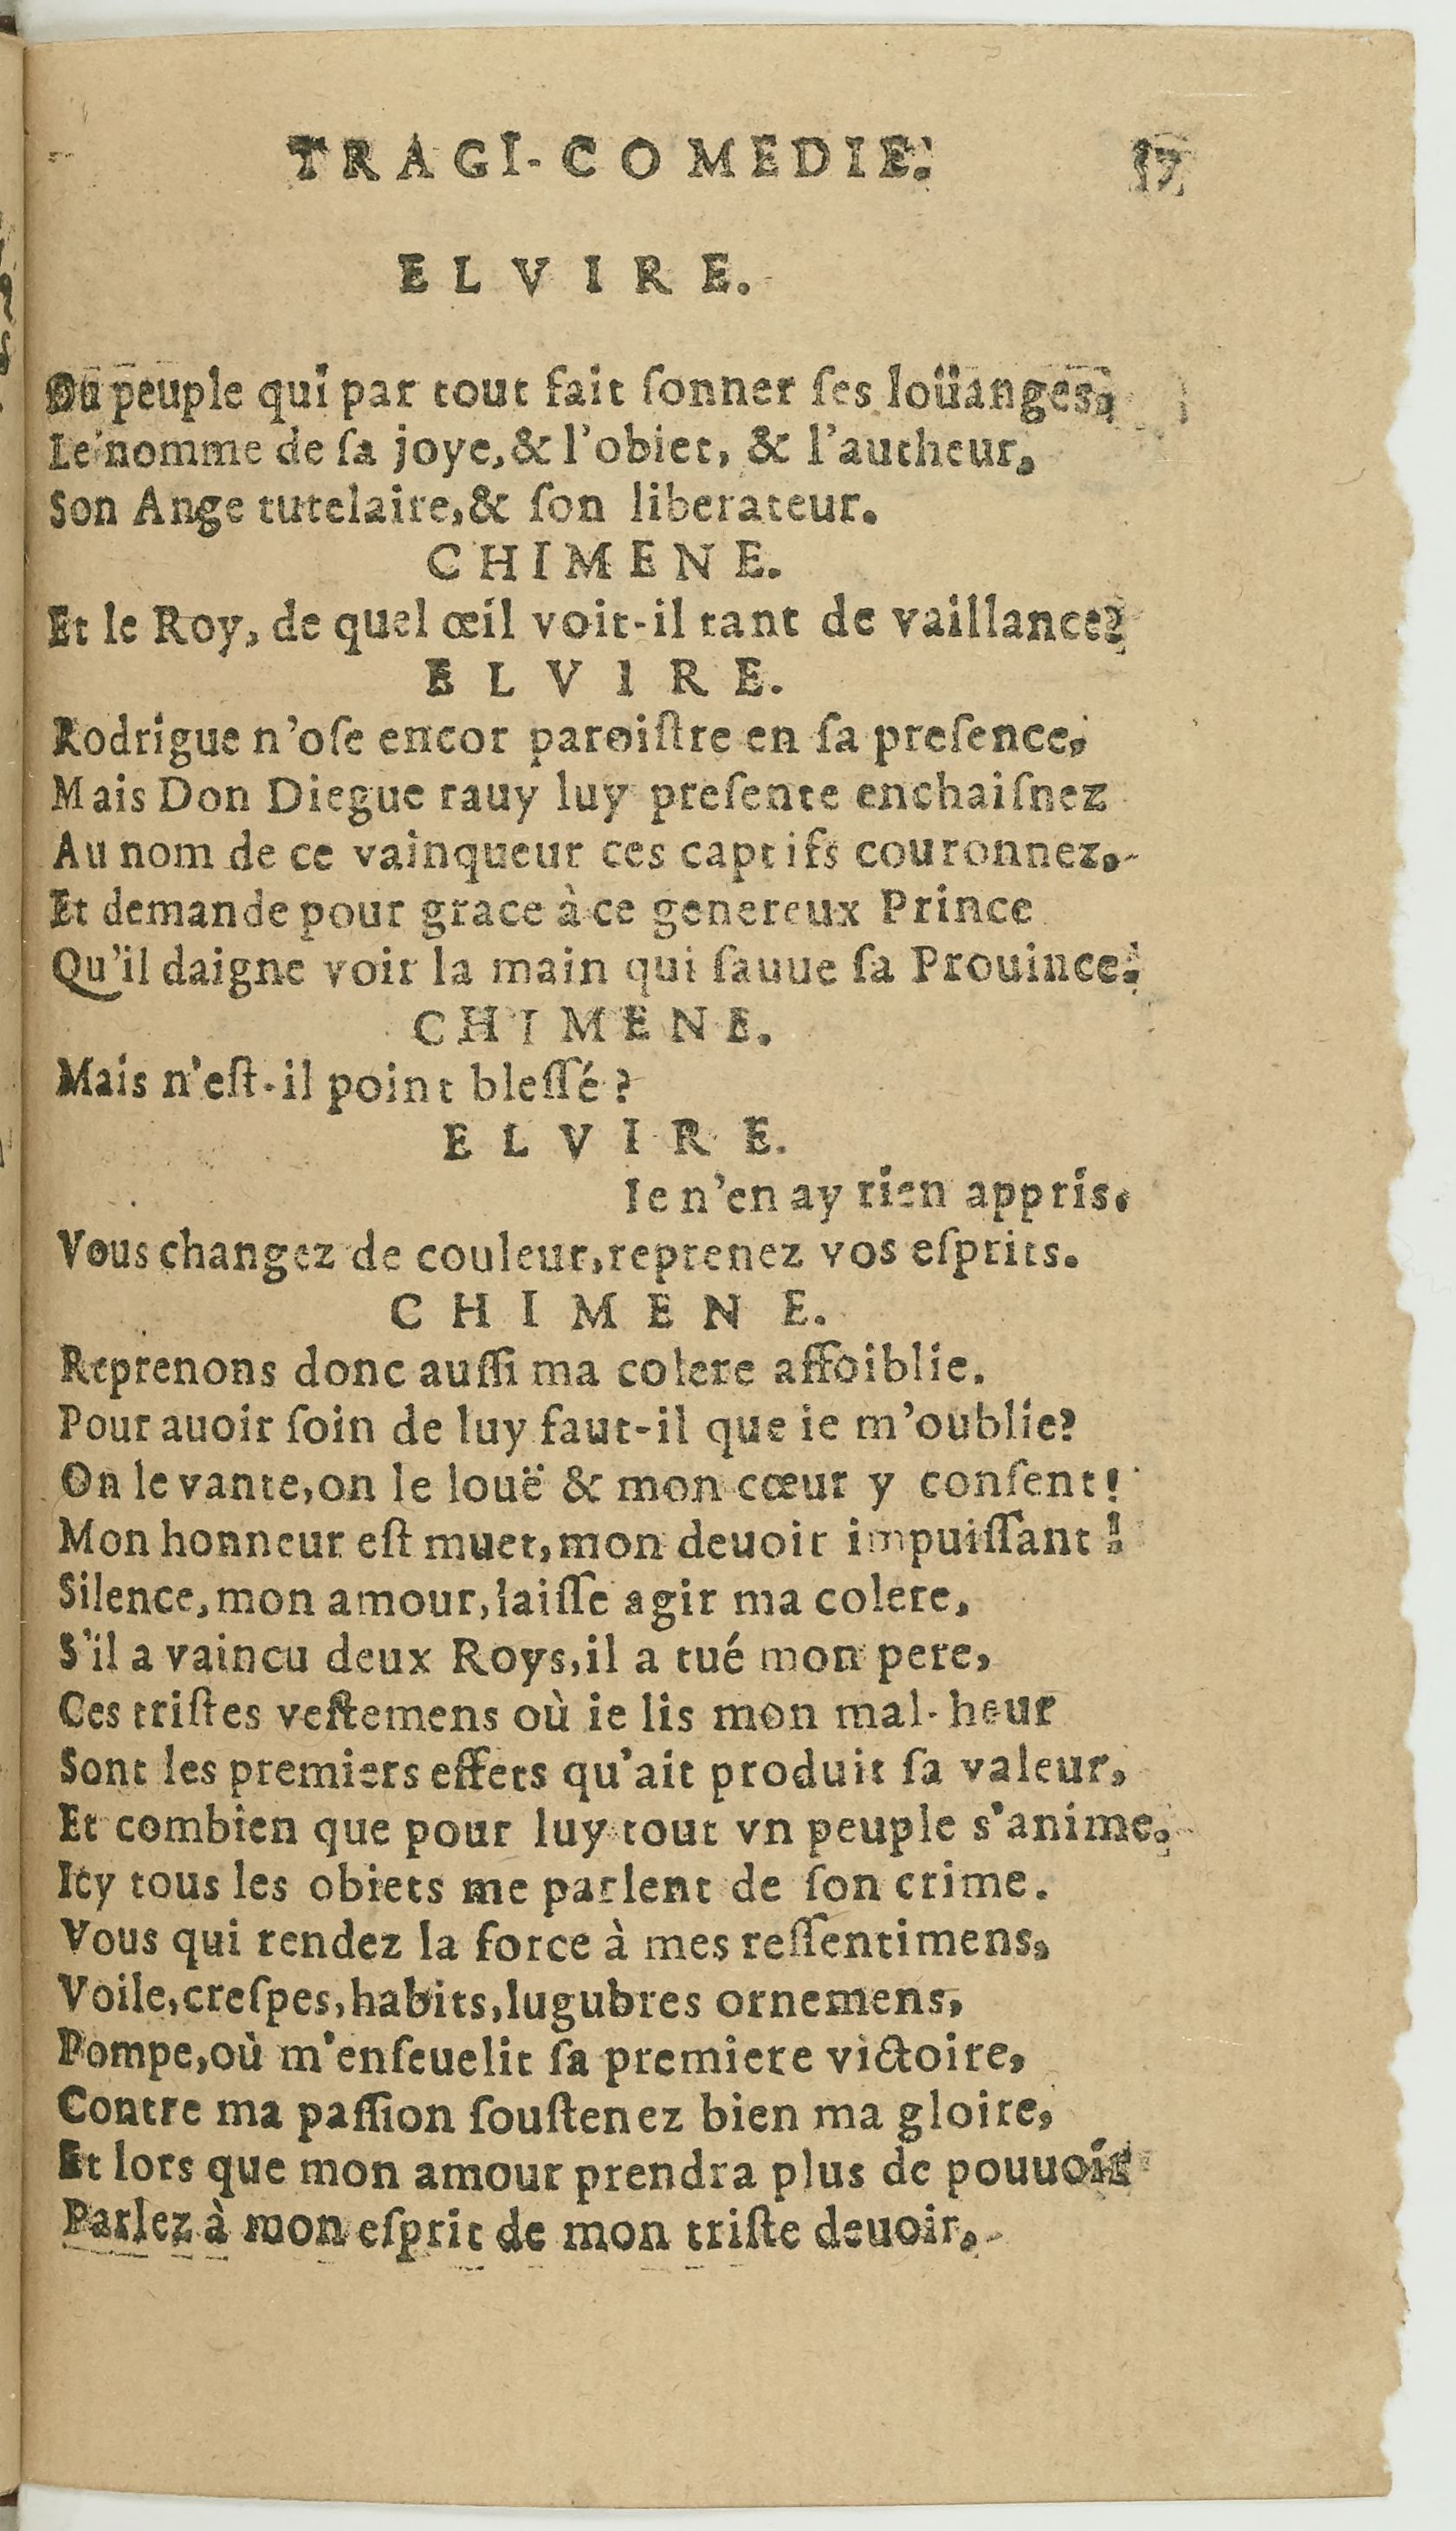 TRAGI-COMEDIE.
ELVIRE.
Du peuple qui par tout fait ſonner ſes loüanges,
Le nomme de ſa joye, & l'obiet, & l'autheur,
Son Ange tutelaire, & ſon liberateur.
CHIMENE.
Et le Roy, de quel œil voit-il tant de vaillance?
ELVIRE.
Rodrigue n'oſe encor paroiſtre en ſa preſence,
Mais Don Diegue rauy luy preſente enchaiſnez
Au nom de ce vainqueur ces captifs couronnez,
Et demande pour grace à ce genereux Prince
Qu'il daigne voir la main qui ſauue ſa Prouince.
CHIMENE.
Mais n'eſt-il point bleſſé?
ELVIRE.
Ie n'en ay rien appris.
Vous changez de couleur, reprenez vos eſprits.
CHIMENE.
Reprenons donc auſſi ma colere affoiblie.
Pour auoir ſoin de luy faut-il que ie m'oublie?
On le vante, on le louë & mon cœur y conſent!
Mon honneur eſt muet, mon deuoir impuiſſant!
Silence, mon amour, laiſſe agir ma colere,
S'il a vaincu deux Roys, il a tué mon pere,
Ces triſtes veſtemens où ie lis mon mal-heur
Sont les premiers effets qu'ait produit ſa valeur,
Et combien que pour luy tout vn peuple s'anime,
Icy tous les obiets me parlent de ſon crime.
Vous qui rendez la force à mes reſſentimens,
Voile, creſpes, habits, lugubres ornemens,
Pompe, où m'enſeuelit ſa premiere victoire,
Contre ma paſſion ſouſtenez bien ma gloire,
Et lors que mon amour prendra plus de pouuoir
Parlez à mon eſprit de mon triſte deuoir,